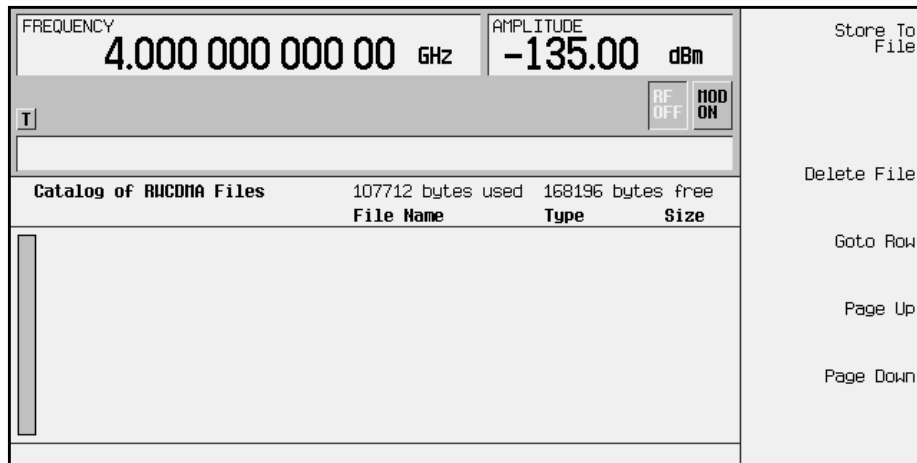 FREQUENCY
4.000 000 000 00 GHz
AMPLITUDE
-135.00 dBm
RF OFF
MOD ON
T
Catalog of RWCDMA Files 107712 bytes used 168196 bytes free
File Name Type Size
Store To
File
Delete File
Goto Row
Page Up
Page Down